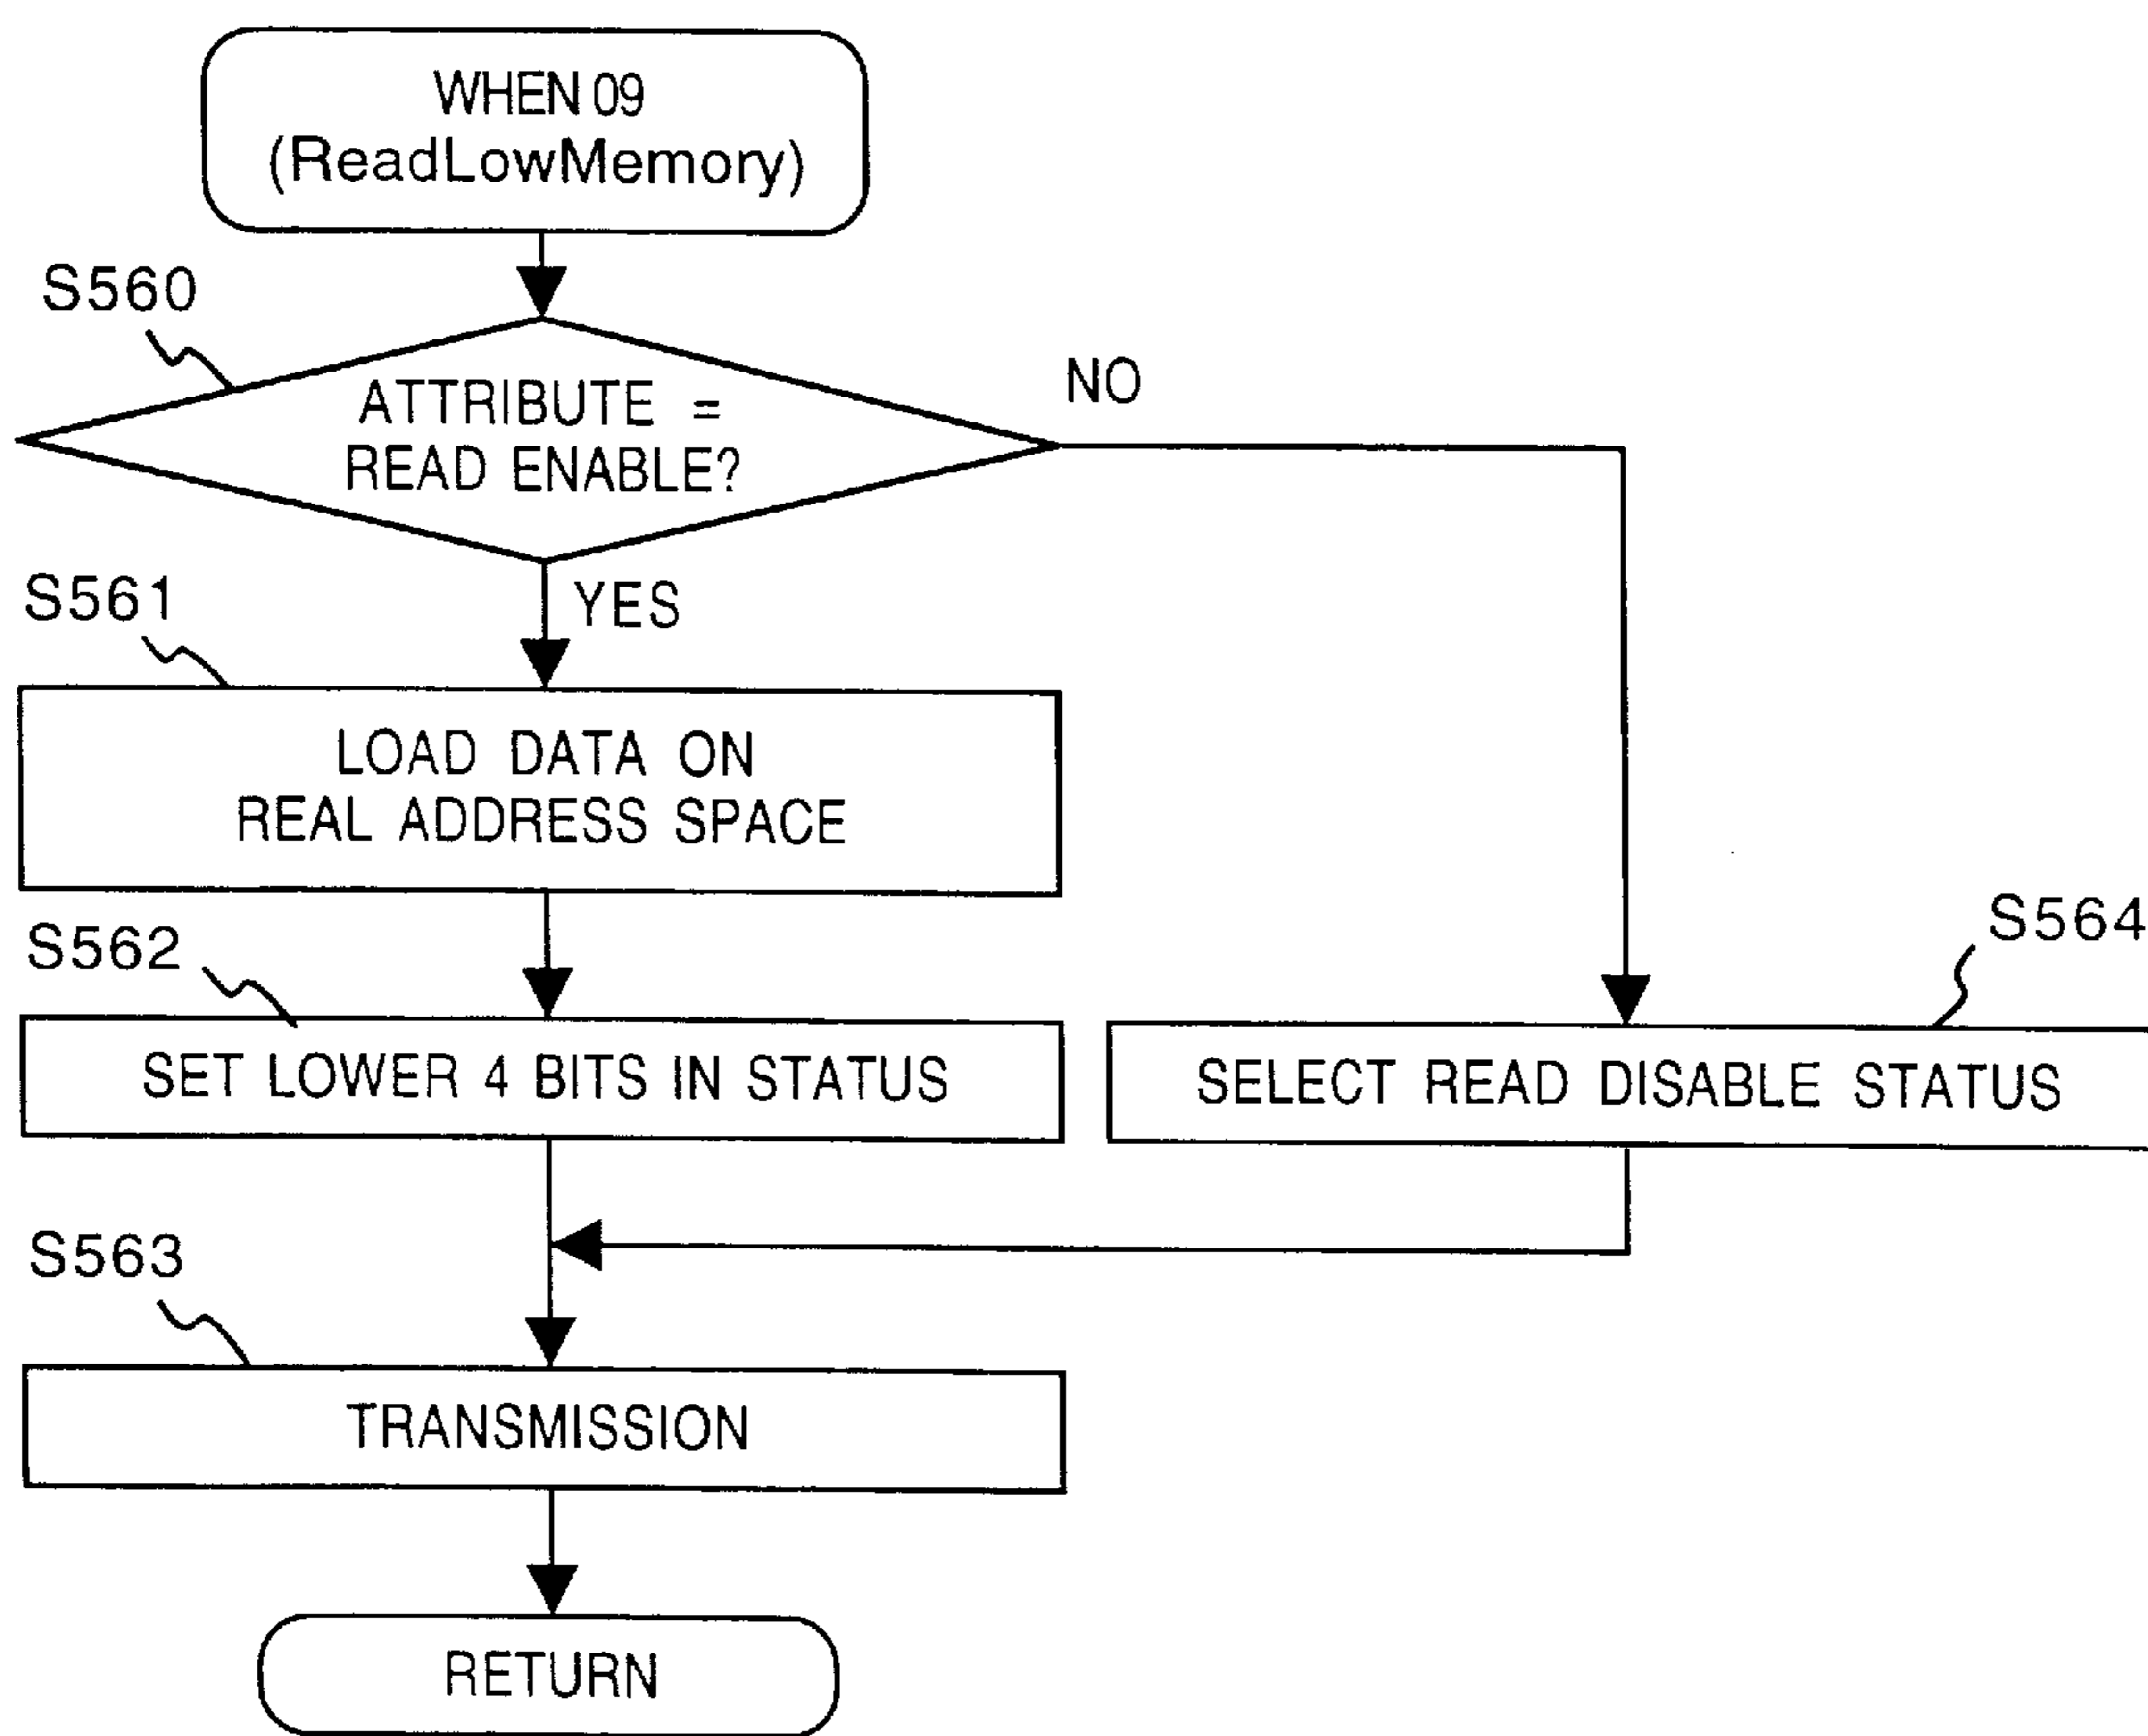 WHEN 09
(ReadLowMemory)
S560
ATTRIBUTE =
READ ENABLE?
NO
YES
S561
LOAD DATA ON
REAL ADDRESS SPACE
S562
SET LOWER 4 BITS IN STATUS
S564
SELECT READ DISABLE STATUS
S563
TRANSMISSION
RETURN